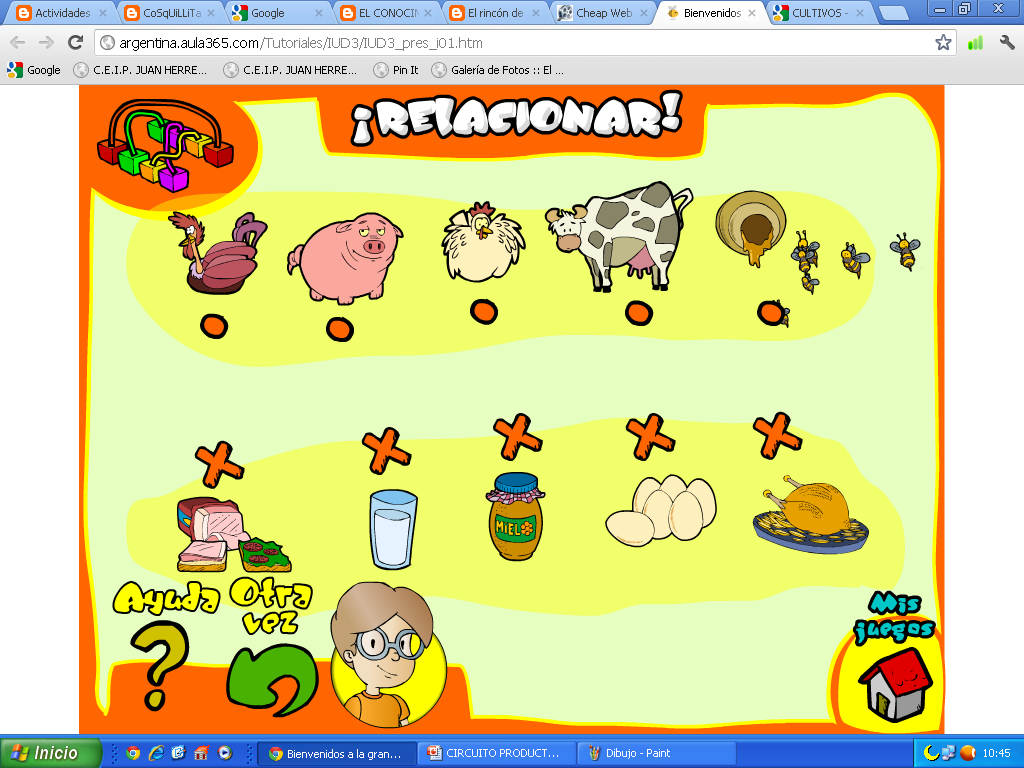 Actividades
CoSqUiLLiTa
Google
EL CONOCIN
El rincón de
Cheap Web
Bienvenidos
CULTIVOS -
argentina.aula365.com/Tutoriales/IUD3/IUD3_pres_i01.htm
Google
C.E.I.P. JUAN HERRE...
C.E.I.P. JUAN HERRE...
Pin It
Galería de Fotos :: El ...
¡RELACIONAR!
MIEL
Ayuda
Otra
vez
Mis
juegos
Inicio
Bienvenidos a la gran...
CIRCUITO PRODUCT...
Dibujo - Paint
10:45